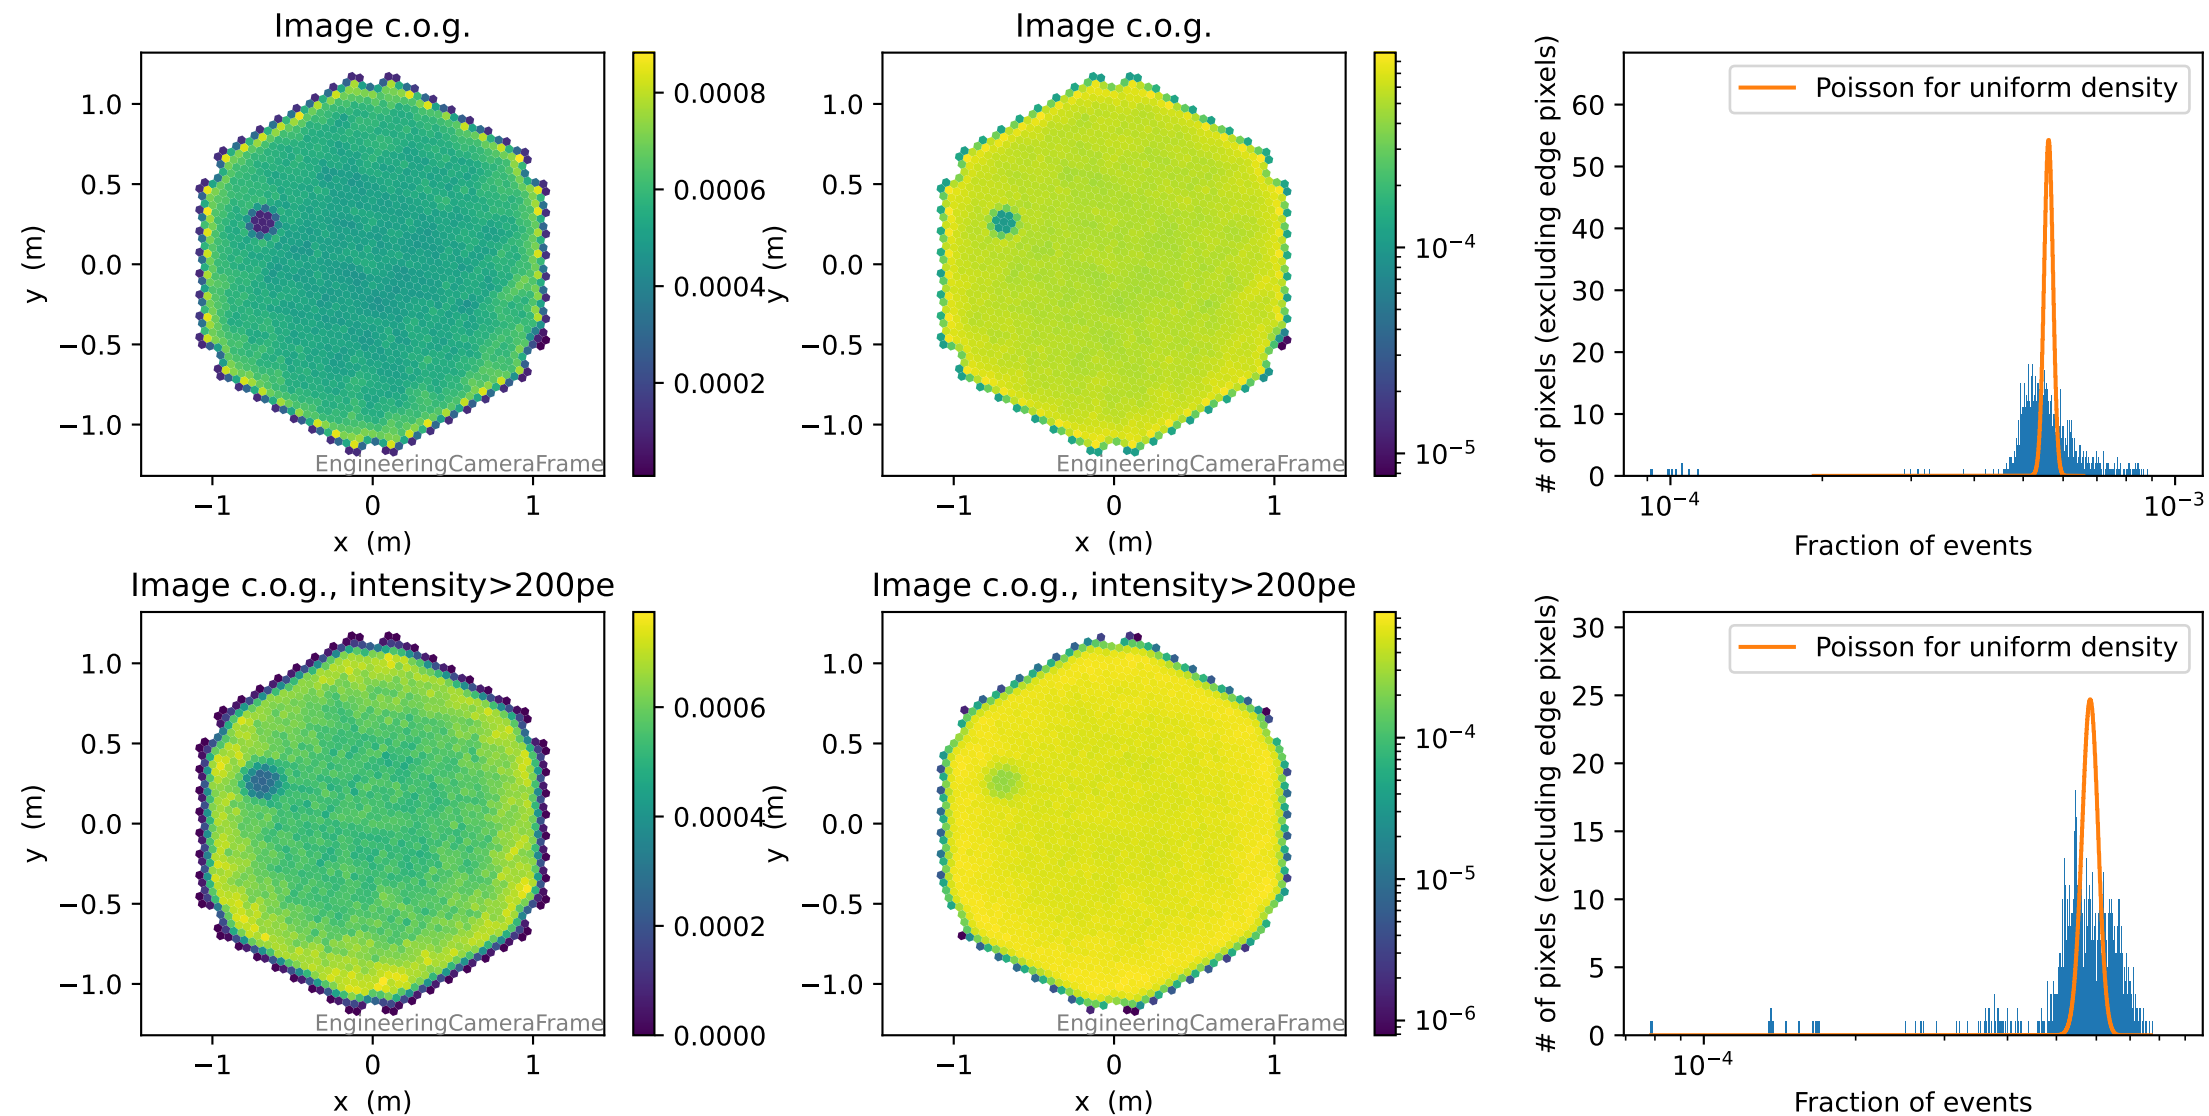 Image c.o.g.
1.0
0.5
0.0
−0.5
−1.0
y (m)
−1
0
1
x (m)
EngineeringCameraFrame
0.0008
0.0006
0.0004
0.0002
Image c.o.g.
1.0
0.5
0.0
−0.5
−1.0
y (m)
−1
0
1
x (m)
EngineeringCameraFrame
10⁻⁴
10⁻⁵
# of pixels (excluding edge pixels)
60
50
40
30
20
10
0
Poisson for uniform density
10⁻⁴
10⁻³
Fraction of events
Image c.o.g., intensity>200pe
1.0
0.5
0.0
−0.5
−1.0
y (m)
−1
0
1
x (m)
EngineeringCameraFrame
0.0006
0.0004
0.0002
0.0000
Image c.o.g., intensity>200pe
1.0
0.5
0.0
−0.5
−1.0
y (m)
−1
0
1
x (m)
EngineeringCameraFrame
10⁻⁴
10⁻⁵
10⁻⁶
# of pixels (excluding edge pixels)
30
25
20
15
10
5
0
Poisson for uniform density
10⁻⁴
Fraction of events